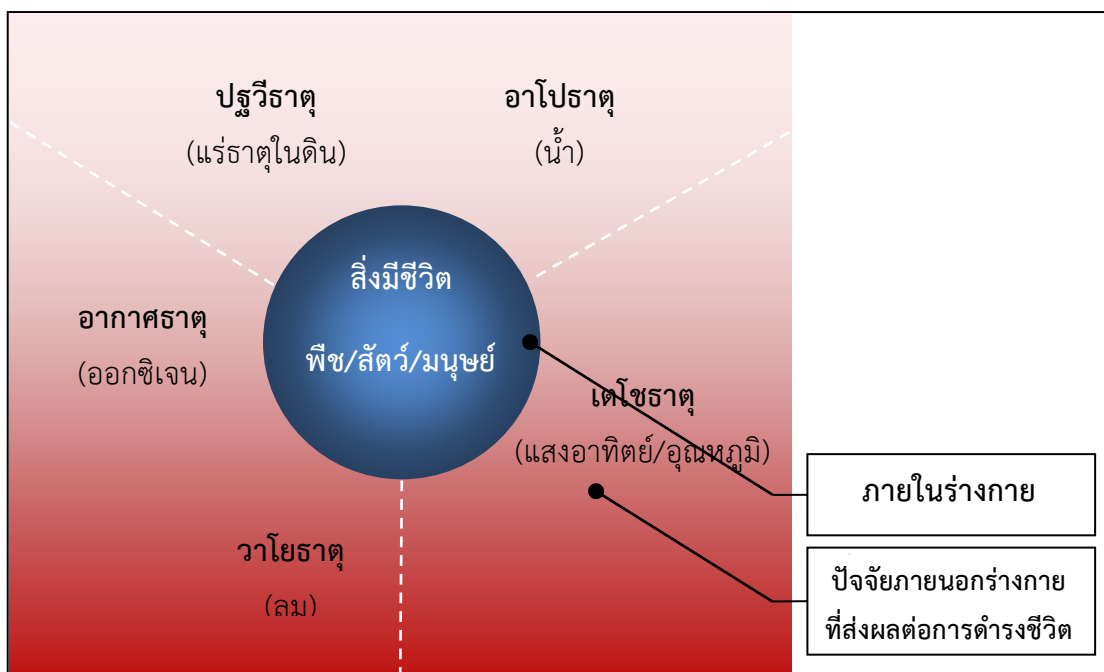 ปฐวีธาตุ
(แร่ธาตุในดิน)
อาโปธาตุ
(น้ำ)
สิ่งมีชีวิต
พืช/สัตว์/มนุษย์
อากาศธาตุ
(ออกซิเจน)
เตโชธาตุ
(แสงอาทิตย์/อุณหภูมิ)
วาโยธาตุ
(ลม)
ภายในร่างกาย
ปัจจัยภายนอกร่างกาย
ที่ส่งผลต่อการดำรงชีวิต